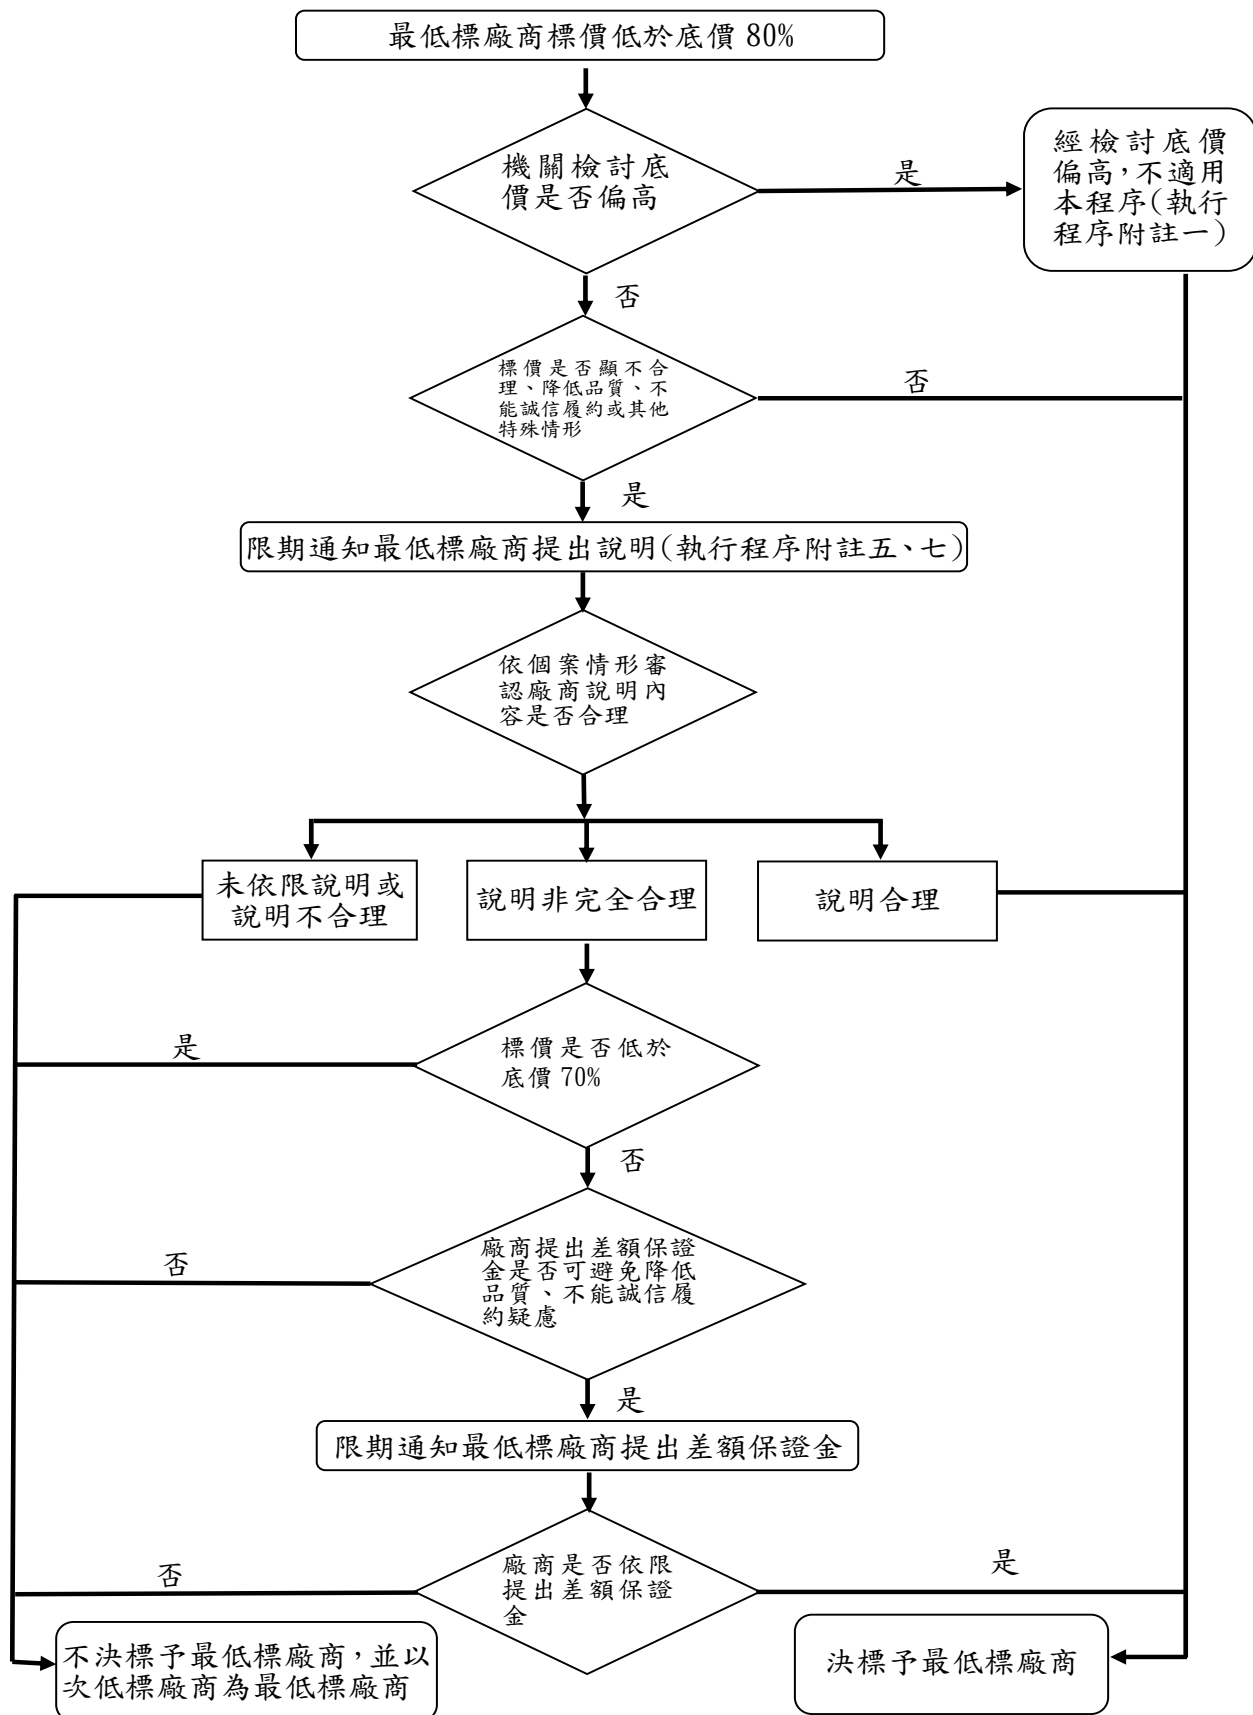 最低標廠商標價低於底價 80%
機關檢討底
價是否偏高
是
經檢討底價
偏高，不適用
本程序(執行
程序附註一)
否
標價是否顯不合
理、降低品質、不
能誠信履約或其他
特殊情形
否
是
限期通知最低標廠商提出說明(執行程序附註五、七)
依個案情形審
認廠商說明內
容是否合理
未依限說明或
說明不合理
說明非完全合理
說明合理
標價是否低於
底價 70%
是
否
廠商提出差額保證
金是否可避免降低
品質、不能誠信履
約疑慮
否
是
限期通知最低標廠商提出差額保證金
廠商是否依限
提出差額保證
金
否
是
不決標予最低標廠商，並以
次低標廠商為最低標廠商
決標予最低標廠商